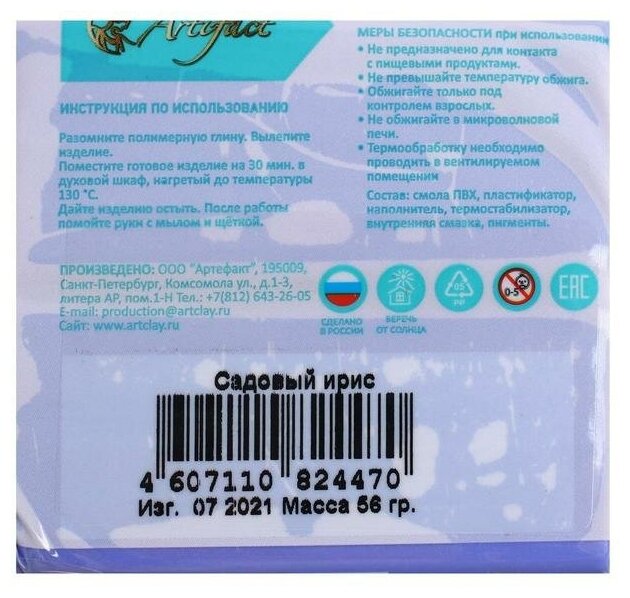 Artifact
ИНСТРУКЦИЯ ПО ИСПОЛЬЗОВАНИЮ
Разомните полимерную глину. Вылепите
изделие.
Поместите готовое изделие на 30 мин. в
духовой шкаф, нагретый до температуры
130 °С.
Дайте изделию остыть. После работы
помойте руки с мылом и щёткой.
МЕРЫ БЕЗОПАСНОСТИ при использовании
• Не предназначено для контакта
с пищевыми продуктами.
• Не превышайте температуру обжига.
• Обжигайте только под
контролем взрослых.
• Не обжигайте в микроволновой
печи.
• Термообработку необходимо
проводить в вентилируемом
помещении
Состав: смола ПВХ, пластификатор,
наполнитель, термостабилизатор,
внутренняя смазка, пигменты.
ПРОИЗВЕДЕНО: ООО "Артефакт", 195009,
Санкт-Петербург, Комсомола ул., д.1-3,
литера АР, пом.1-Н Тел.: +7(812) 643-26-05
E-mail: production@artclay.ru
Сайт: www.artclay.ru
СДЕЛАНО
В РОССИИ
БЕРЕЧЬ
ОТ СОЛНЦА
05
PP
0-5
ЕАС
Садовый ирис
4 607110 824470
Изг. 07 2021 Масса 56 гр.